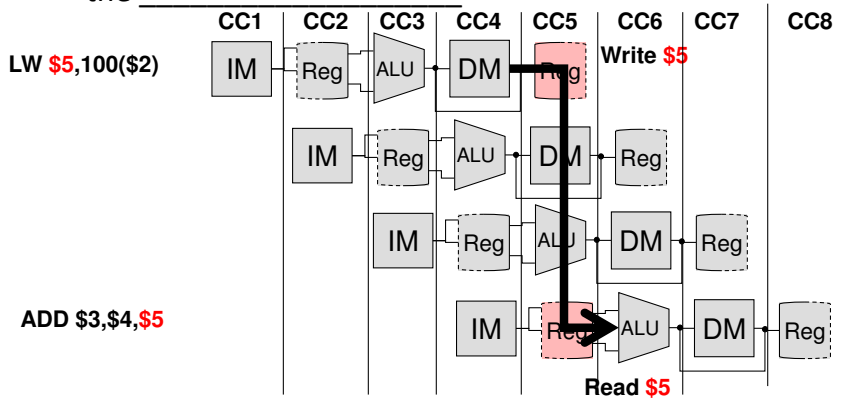 CC1 CC2 CC3 CC4 CC5 CC6 CC7 CC8
LW $5,100($2) IM Reg ALU DM Reg Write $5
IM Reg ALU DM Reg
IM Reg ALU DM Reg
ADD $3,$4,$5 IM Reg ALU DM Reg
Read $5